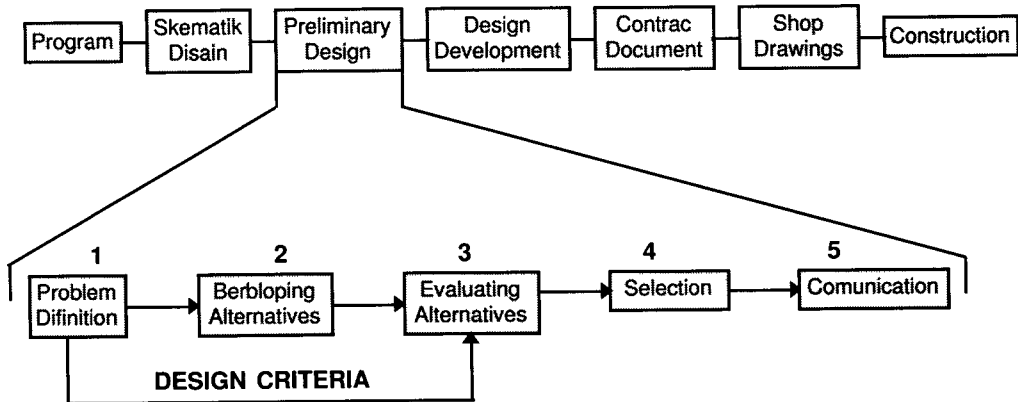 Program
Skematik
Disain
Preliminary
Design
Design
Development
Contrac
Document
Shop
Drawings
Construction
1
2
3
4
5
Problem
Difinition
Berbloping
Alternatives
Evaluating
Alternatives
Selection
Comunication
DESIGN CRITERIA